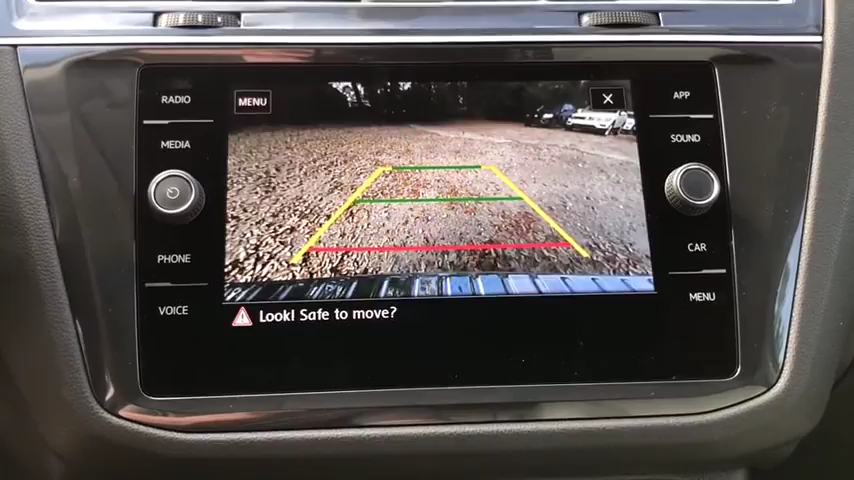 RADIO
MEDIA
PHONE
VOICE
MENU
X
Look! Safe to move?
APP
SOUND
CAR
MENU